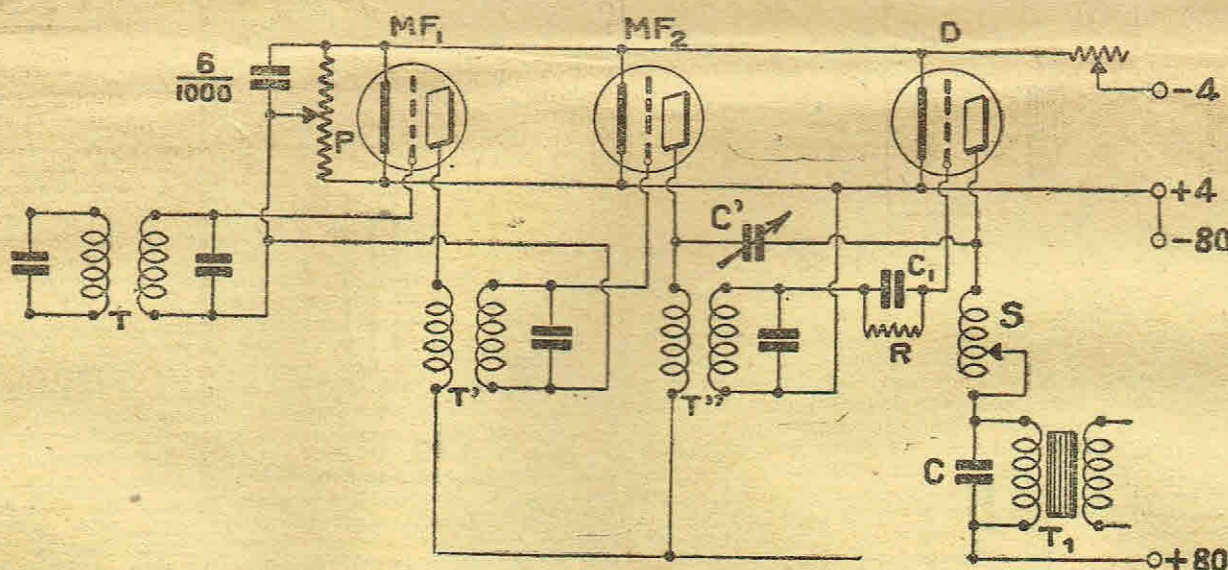 MF₁ MF₂ D
6/1000
-4
P
+4
C'
-80
C₁
T
R
S
T' T"
C
T₁
+80